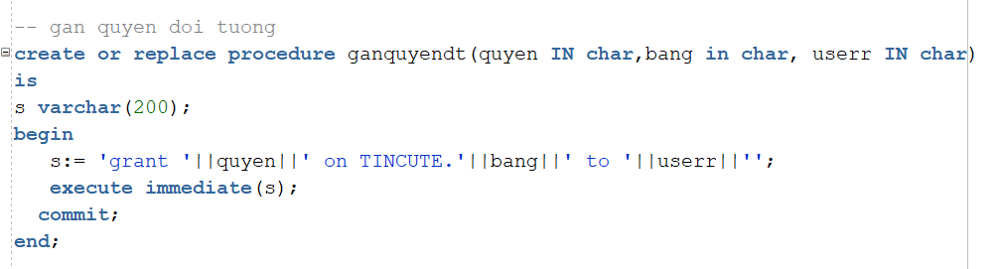 -- gan quyen doi tuong
create or replace procedure ganquyendt(quyen IN char,bang in char, userr IN char)
is
s varchar(200);
begin
s:= 'grant '||quyen||' on TINCUTE.'||bang||' to '||userr||'';
execute immediate(s);
commit;
end;